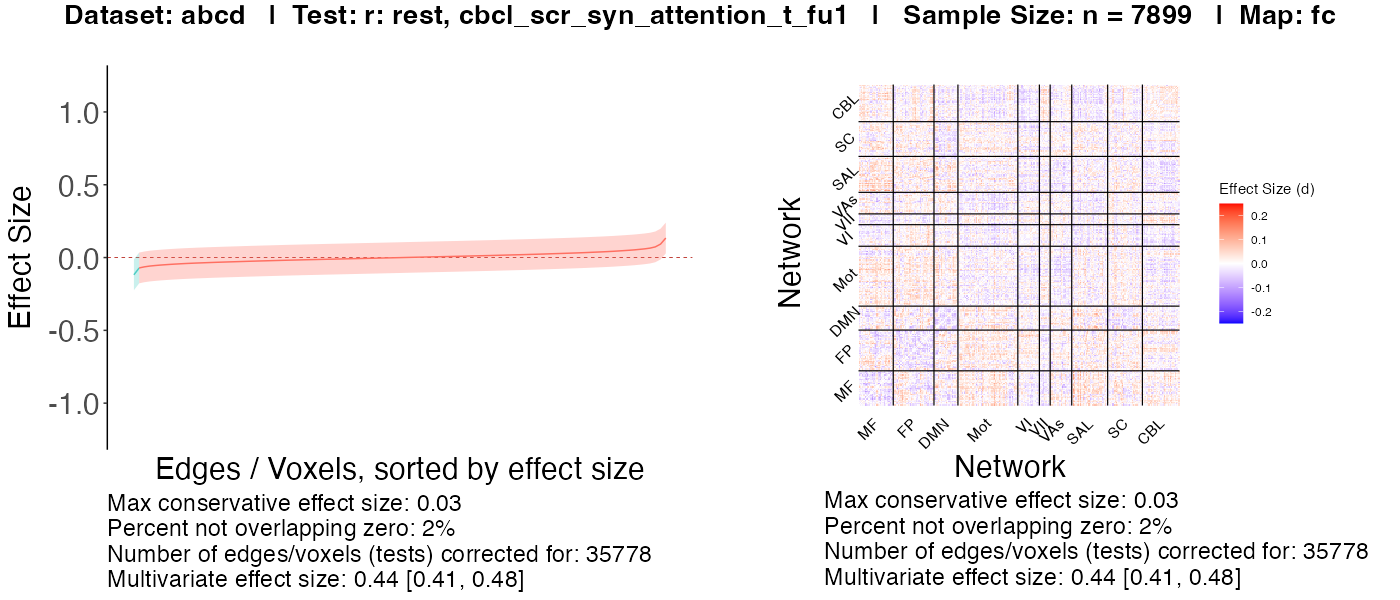 Dataset: abcd | Test: r: rest, cbcl_scr_syn_attention_t_fu1 | Sample Size: n = 7899 | Map: fc
Effect Size
1.0
0.5
0.0
-0.5
-1.0
Edges / Voxels, sorted by effect size
Max conservative effect size: 0.03
Percent not overlapping zero: 2%
Number of edges/voxels (tests) corrected for: 35778
Multivariate effect size: 0.44 [0.41, 0.48]
Network
CBL
SC
SAL
VAs
VII
VI
Mot
DMN
FP
MF
MF
FP
DMN
Mot
VI
VII
VAs
SAL
SC
CBL
Network
Effect Size (d)
0.2
0.1
0.0
-0.1
-0.2
Max conservative effect size: 0.03
Percent not overlapping zero: 2%
Number of edges/voxels (tests) corrected for: 35778
Multivariate effect size: 0.44 [0.41, 0.48]